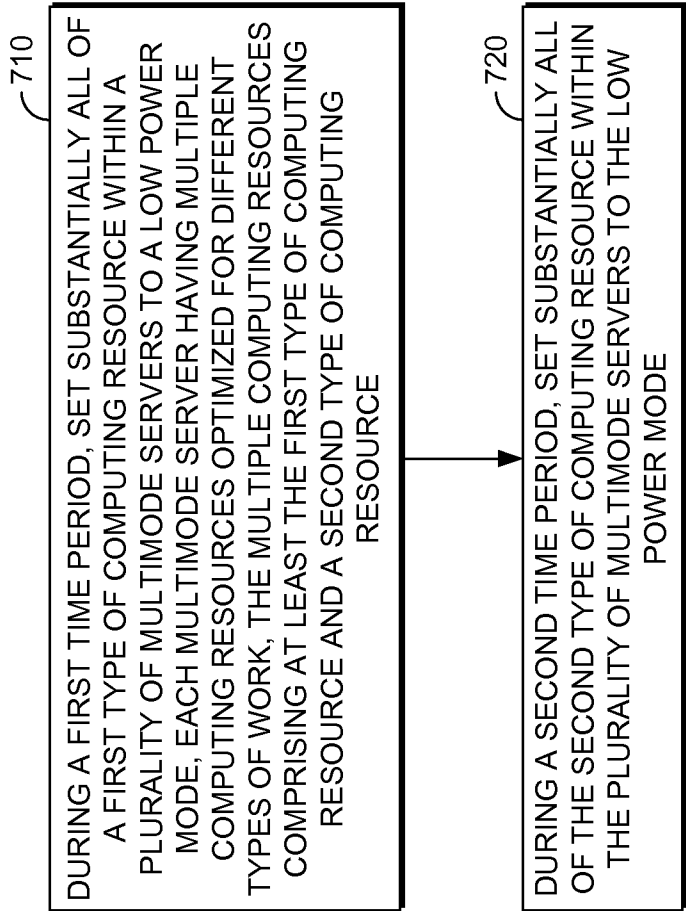 710
DURING A FIRST TIME PERIOD, SET SUBSTANTIALLY ALL OF
A FIRST TYPE OF COMPUTING RESOURCE WITHIN A
PLURALITY OF MULTIMODE SERVERS TO A LOW POWER
MODE, EACH MULTIMODE SERVER HAVING MULTIPLE
COMPUTING RESOURCES OPTIMIZED FOR DIFFERENT
TYPES OF WORK, THE MULTIPLE COMPUTING RESOURCES
COMPRISING AT LEAST THE FIRST TYPE OF COMPUTING
RESOURCE AND A SECOND TYPE OF COMPUTING
RESOURCE
720
DURING A SECOND TIME PERIOD, SET SUBSTANTIALLY ALL
OF THE SECOND TYPE OF COMPUTING RESOURCE WITHIN
THE PLURALITY OF MULTIMODE SERVERS TO THE LOW
POWER MODE